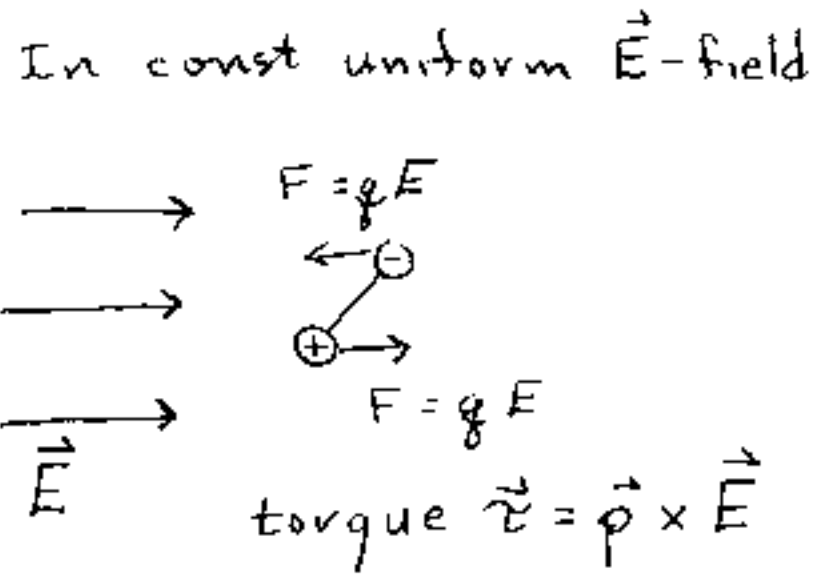 In const uniform E⃗-field
F = qE
−
+
F = qE
E⃗
torque τ⃗ = p⃗ × E⃗